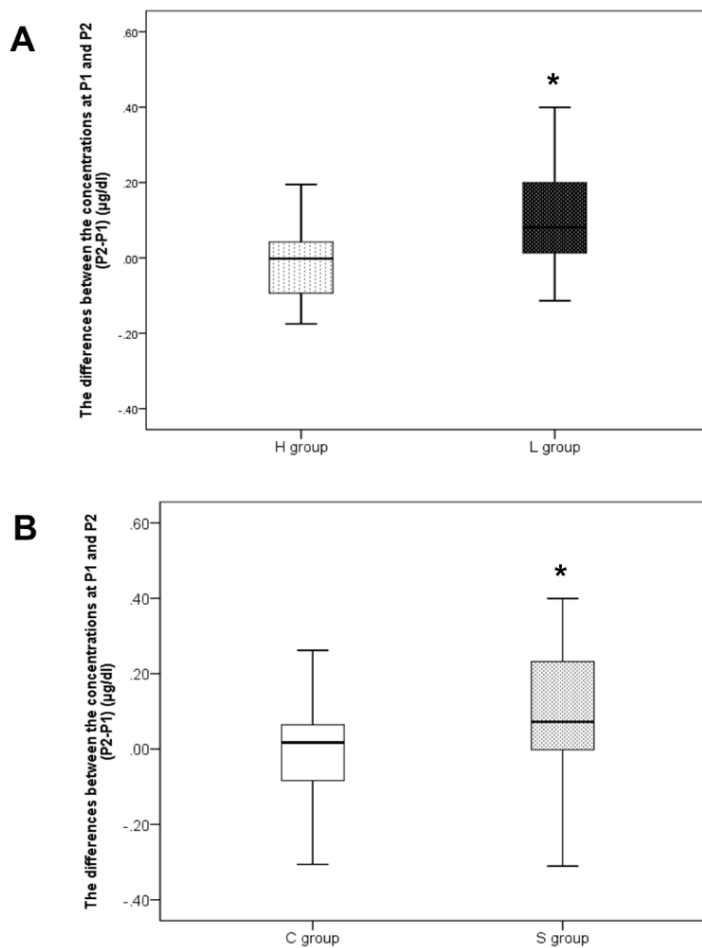 A
The differences between the concentrations at P1 and P2
(P2-P1) (µg/dl)
.60
.40
.20
.00
-.20
-.40
*
H group
L group
B
The differences between the concentrations at P1 and P2
(P2-P1) (µg/dl)
.60
.40
.20
.00
-.20
-.40
*
C group
S group